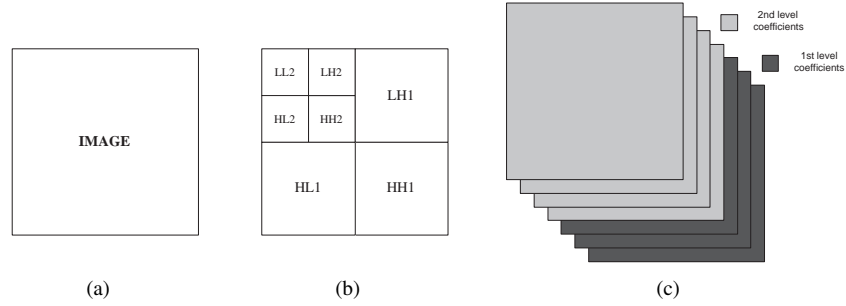 IMAGE
(a)
LL2
LH2
HL2
HH2
LH1
HL1
HH1
(b)
2nd level
coefficients
1st level
coefficients
(c)